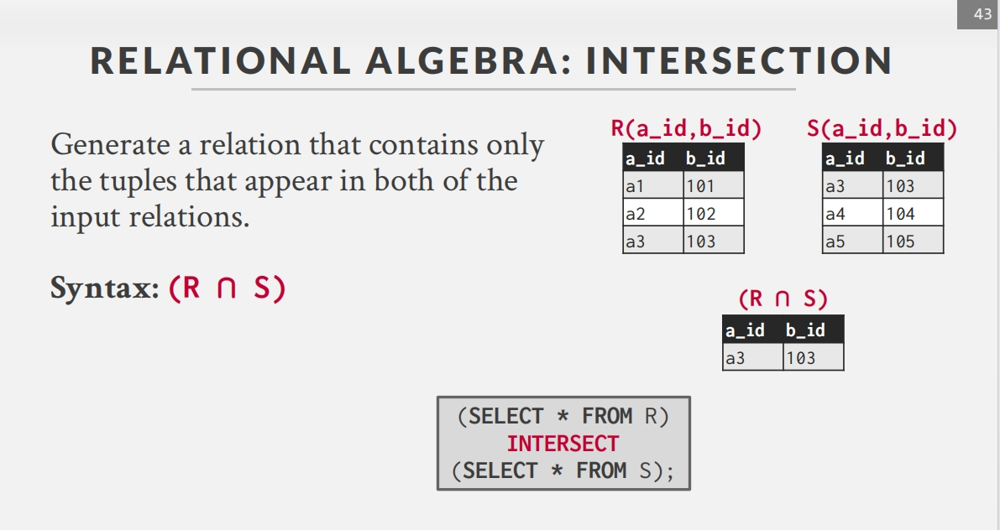 43
RELATIONAL ALGEBRA: INTERSECTION
Generate a relation that contains only
the tuples that appear in both of the
input relations.
Syntax: (R ∩ S)
R(a_id,b_id)
a_id b_id
a1 101
a2 102
a3 103
S(a_id,b_id)
a_id b_id
a3 103
a4 104
a5 105
(R ∩ S)
a_id b_id
a3 103
(SELECT * FROM R)
INTERSECT
(SELECT * FROM S);